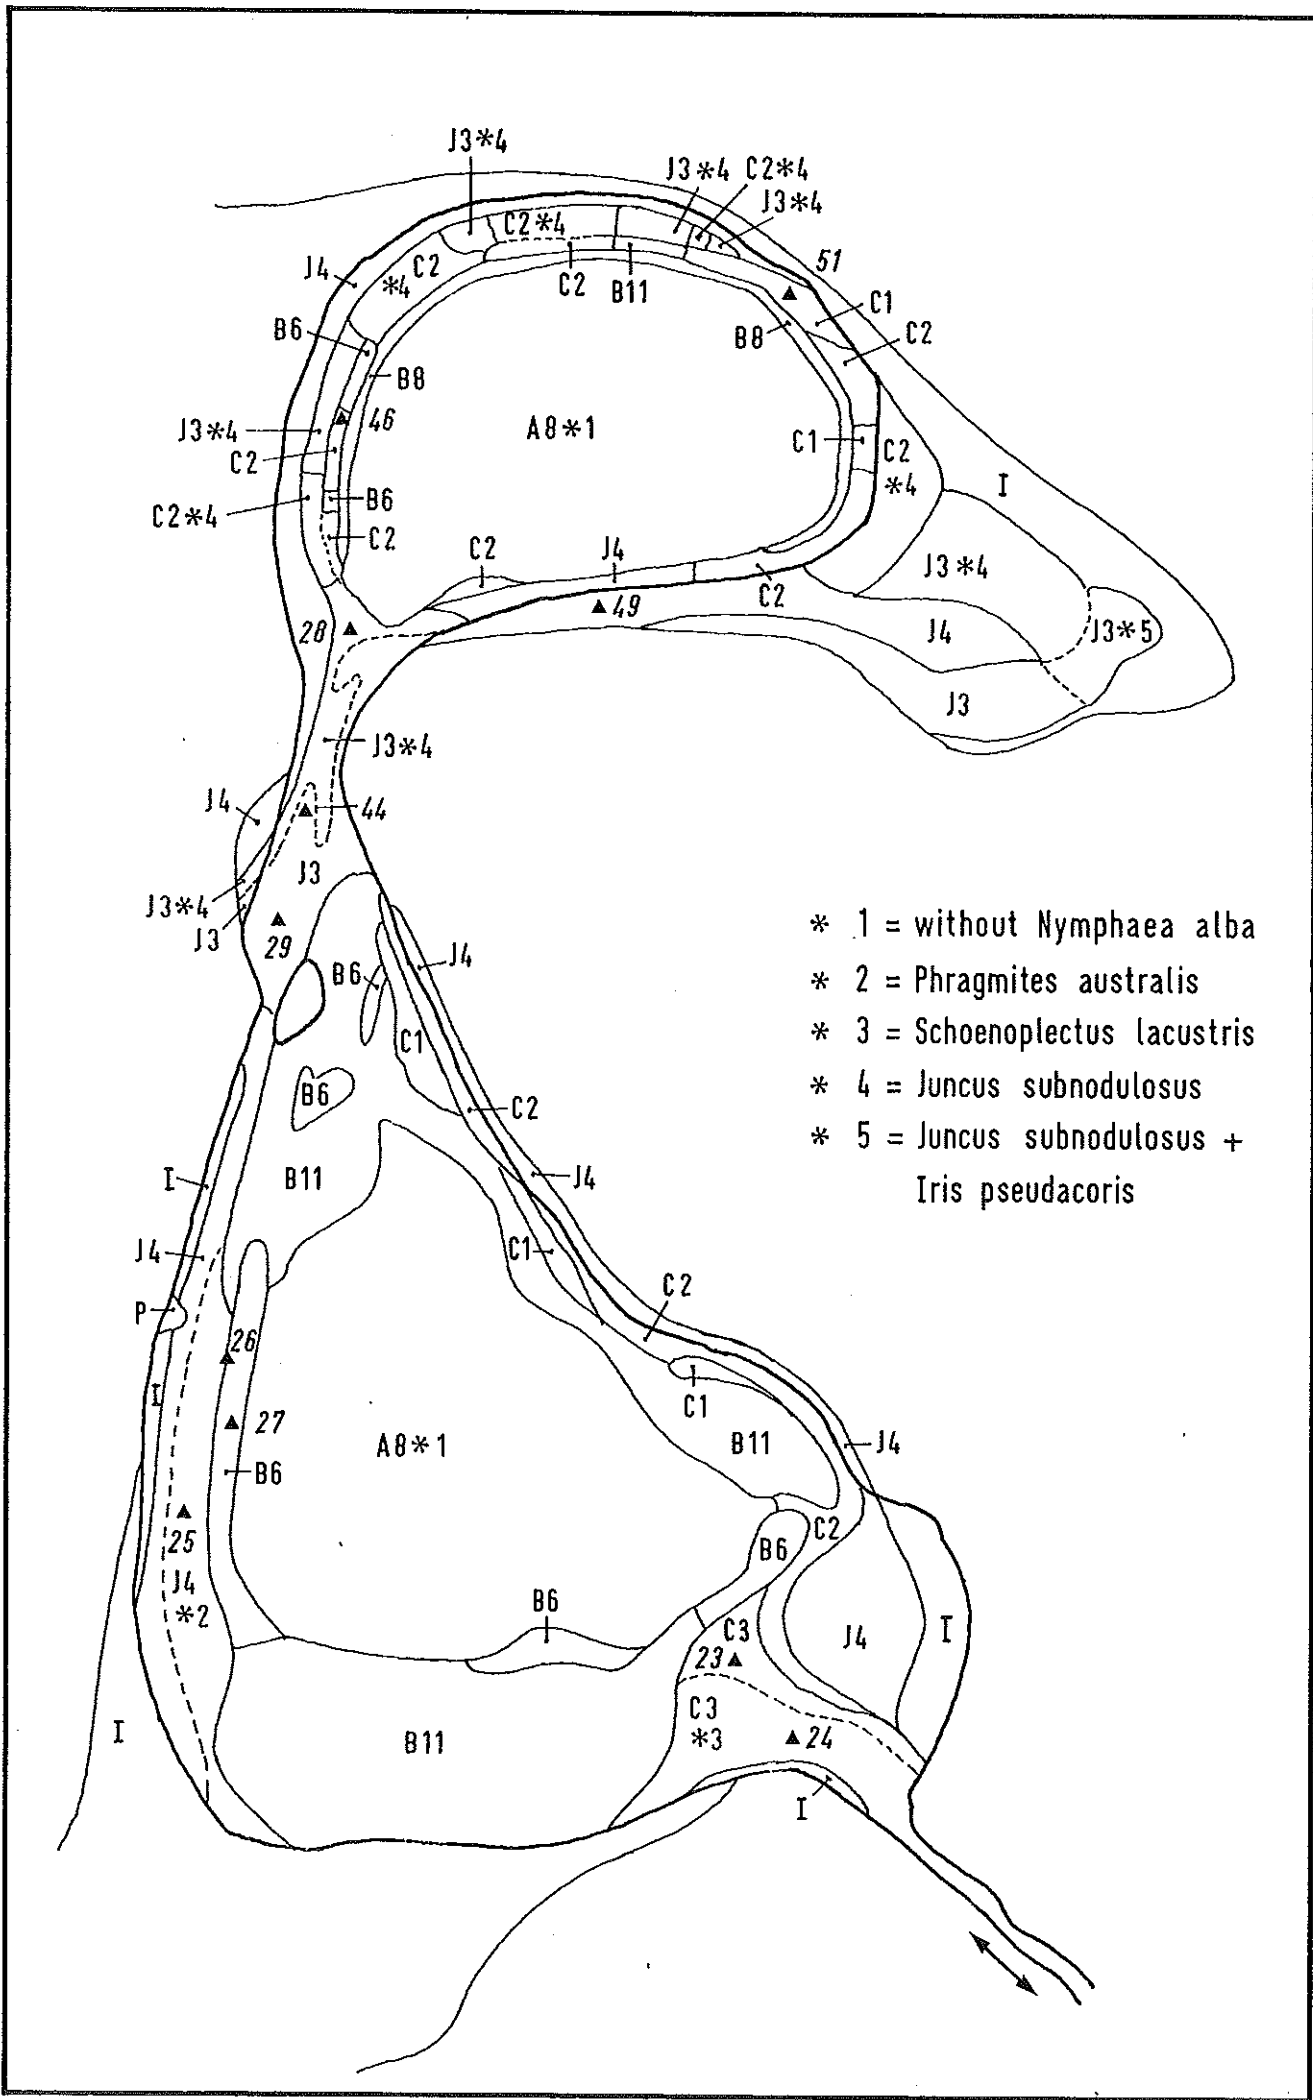 J3*4
J3*4
C2*4
J3*4
C2*4
51
J4
C2
*4
C2
B11
C1
B6
B8
C2
B8
46
A8*1
J3*4
C1
C2
*4
C2
I
B6
C2*4
C2
C2
J4
J3*4
C2
49
28
J4
J3*5
J3
J3*4
J4
44
J3
J3*4
J3
29
* 1 = without Nymphaea alba
J4
B6
* 2 = Phragmites australis
C1
* 3 = Schoenoplectus lacustris
B6
* 4 = Juncus subnodulosus
C2
* 5 = Juncus subnodulosus +
Iris pseudacoris
I
B11
J4
J4
C1
C2
P
26
I
C1
27
A8*1
B11
J4
B6
25
C2
B6
J4
*2
B6
C3
J4
I
23
C3
*3
24
I
B11
I